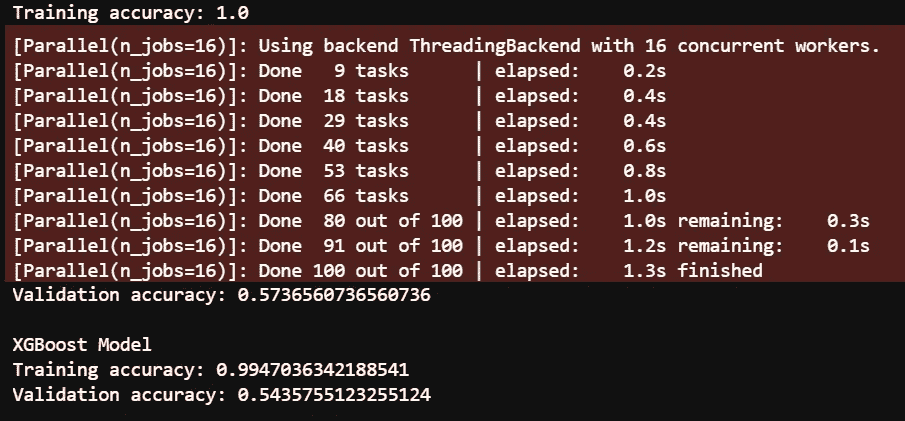 Training accuracy: 1.0
[Parallel(n_jobs=16)]: Using backend ThreadingBackend with 16 concurrent workers.
[Parallel(n_jobs=16)]: Done   9 tasks      | elapsed:    0.2s
[Parallel(n_jobs=16)]: Done  18 tasks      | elapsed:    0.4s
[Parallel(n_jobs=16)]: Done  29 tasks      | elapsed:    0.4s
[Parallel(n_jobs=16)]: Done  40 tasks      | elapsed:    0.6s
[Parallel(n_jobs=16)]: Done  53 tasks      | elapsed:    0.8s
[Parallel(n_jobs=16)]: Done  66 tasks      | elapsed:    1.0s
[Parallel(n_jobs=16)]: Done  80 out of 100 | elapsed:    1.0s remaining:    0.3s
[Parallel(n_jobs=16)]: Done  91 out of 100 | elapsed:    1.2s remaining:    0.1s
[Parallel(n_jobs=16)]: Done 100 out of 100 | elapsed:    1.3s finished
Validation accuracy: 0.5736560736560736
XGBoost Model
Training accuracy: 0.9947036342188541
Validation accuracy: 0.5435755123255124